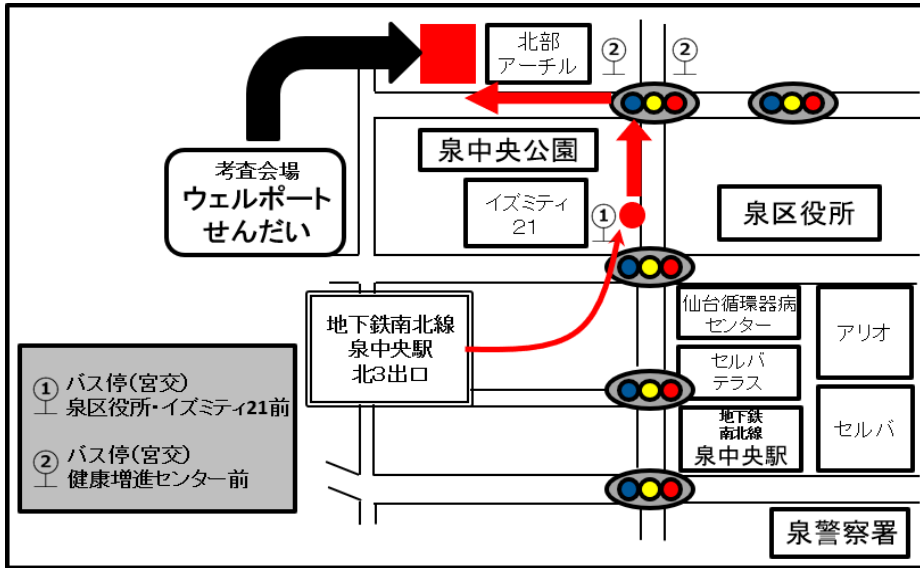 北部
アーチル
②
②
考査会場
ウェルポート
せんだい
泉中央公園
イズミティ
21
①
泉区役所
地下鉄南北線
泉中央駅
北3出口
仙台循環器病
センター
アリオ
セルバ
テラス
地下鉄
南北線
泉中央駅
セルバ
① バス停(宮交)
泉区役所・イズミティ21前
② バス停(宮交)
健康増進センター前
泉警察署